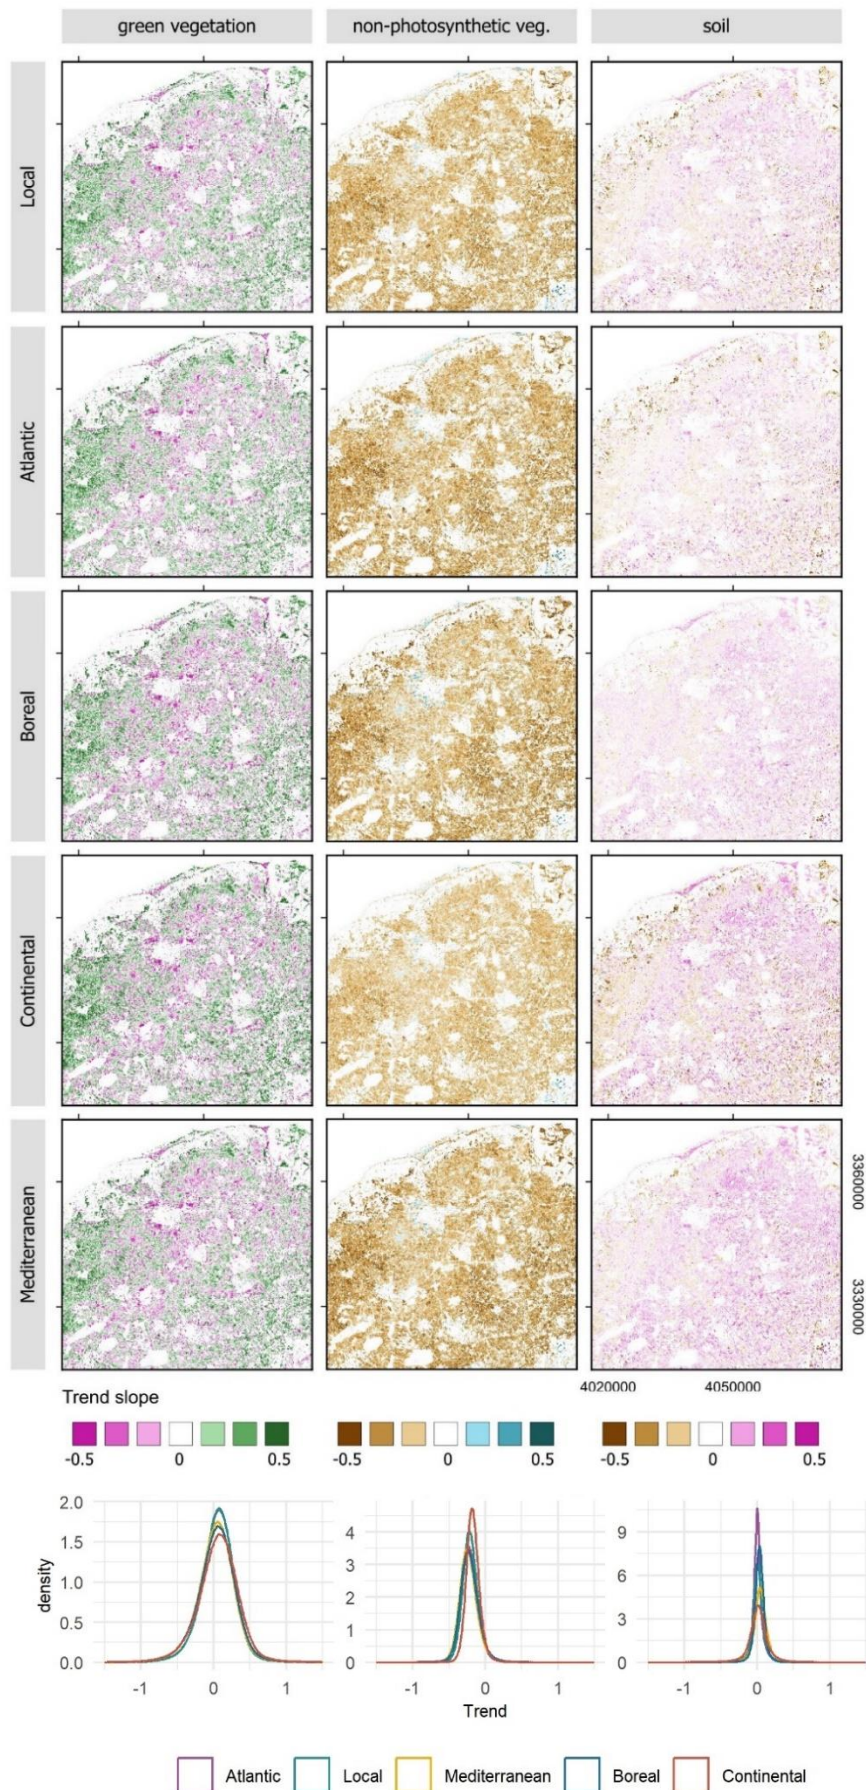 green vegetation non-photosynthetic veg. soil
Local
Atlantic
Boreal
Continental
Mediterranean
3360000
3330000
4020000 4050000
Trend slope
-0.5 0 0.5 -0.5 0 0.5 -0.5 0 0.5
density
2.0
1.5
1.0
0.5
0.0
4
3
2
1
0
9
6
3
0
-1 0 1 -1 0 1 -1 0 1
Trend
Atlantic Local Mediterranean Boreal Continental